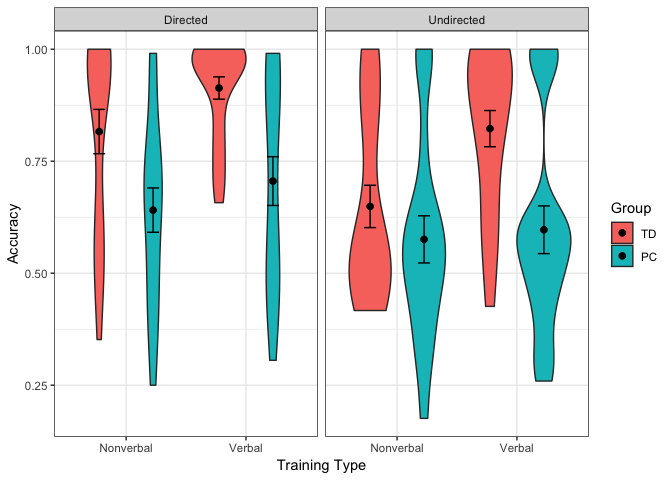 Directed
Undirected
1.00
0.75
0.50
0.25
Accuracy
Nonverbal
Verbal
Nonverbal
Verbal
Training Type
Group
TD
PC